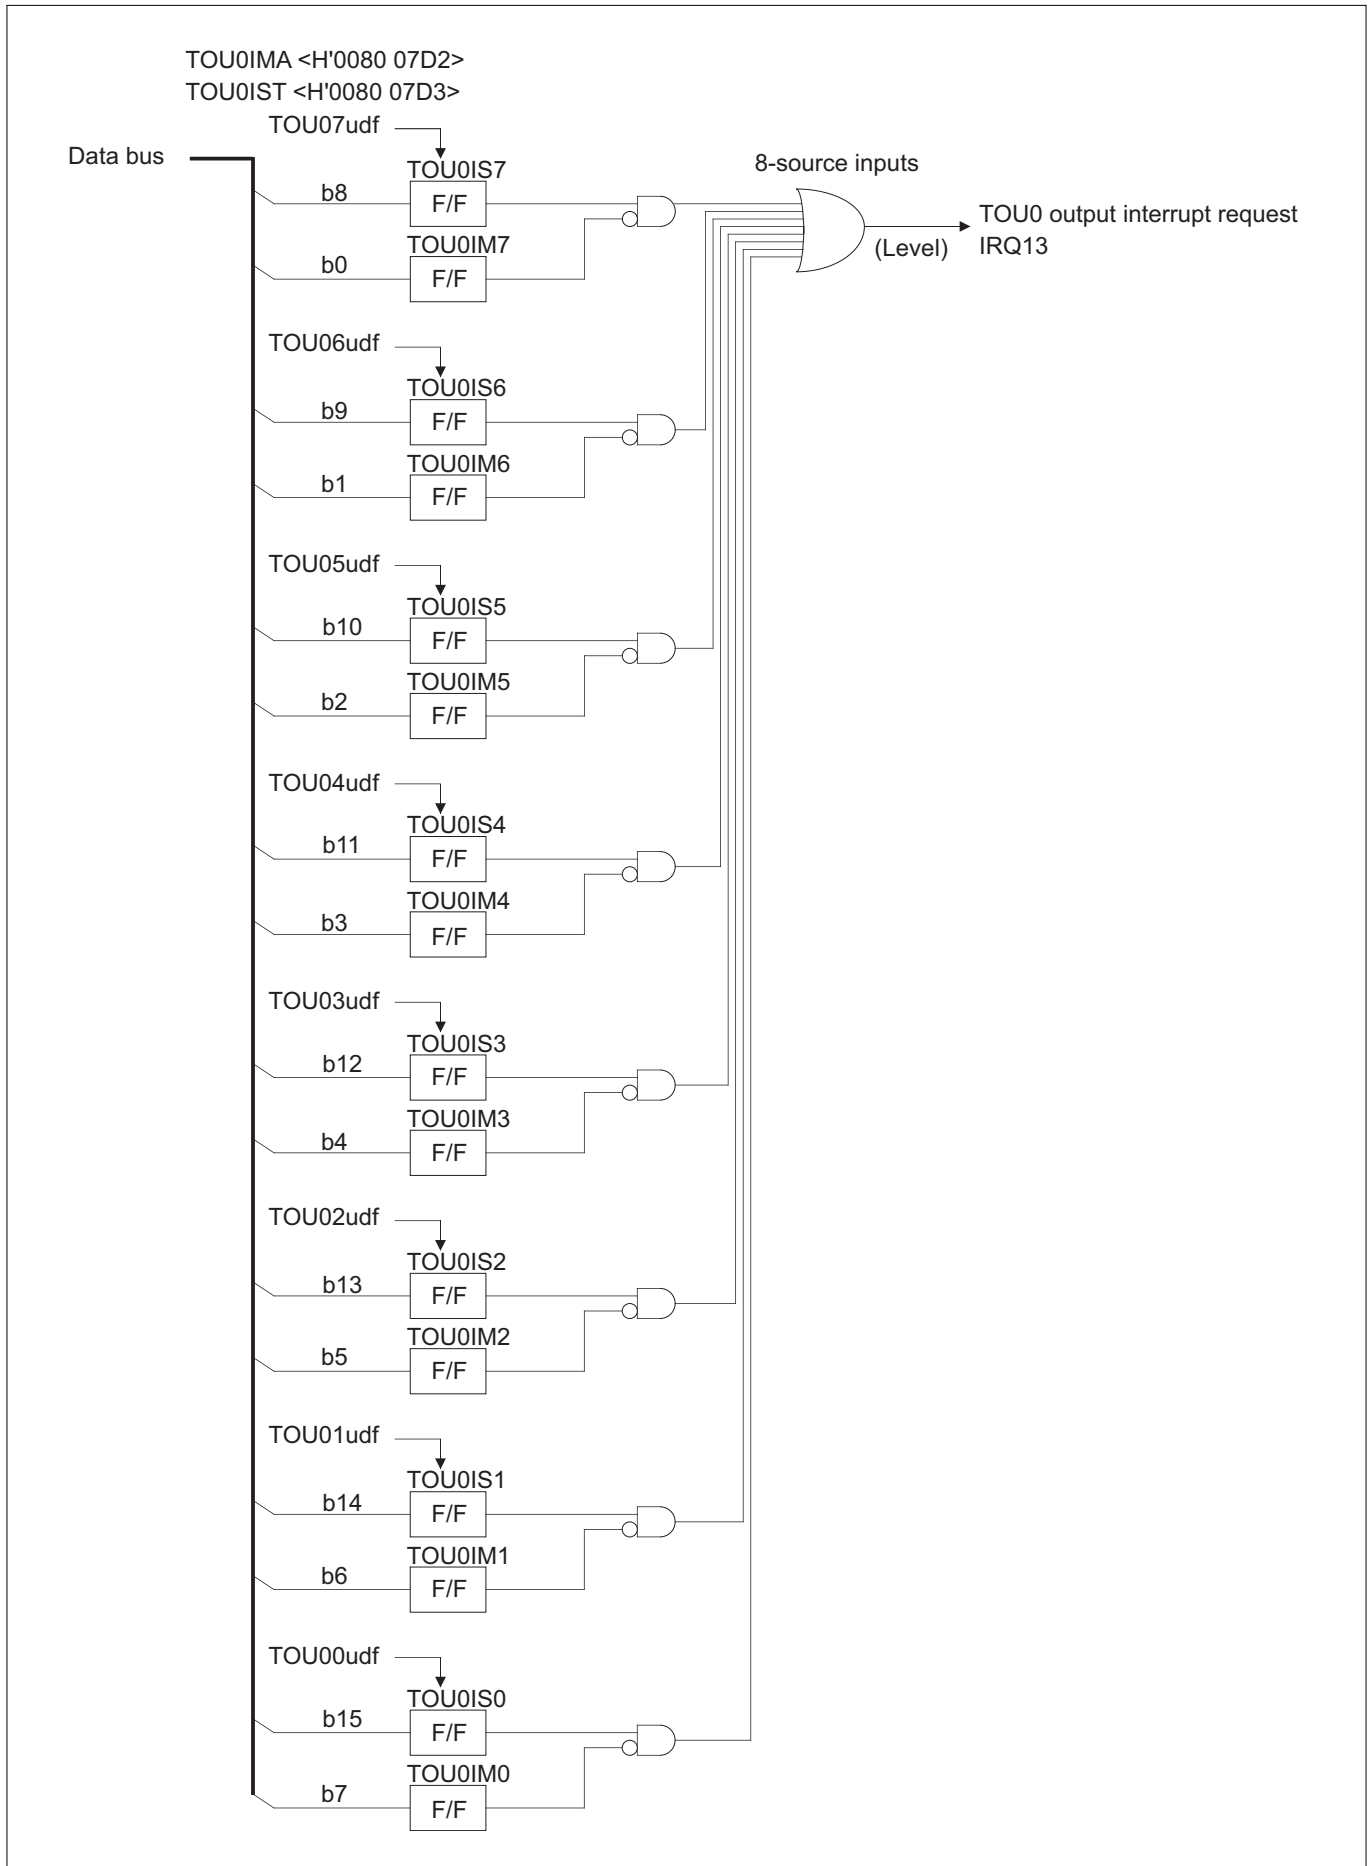 TOU0IMA <H'0080 07D2>
TOU0IST <H'0080 07D3>
TOU07udf
Data bus
TOU0IS7
8-source inputs
b8
F/F
TOU0 output interrupt request
(Level)
IRQ13
TOU0IM7
b0
F/F
TOU06udf
TOU0IS6
b9
F/F
TOU0IM6
b1
F/F
TOU05udf
TOU0IS5
b10
F/F
TOU0IM5
b2
F/F
TOU04udf
TOU0IS4
b11
F/F
TOU0IM4
b3
F/F
TOU03udf
TOU0IS3
b12
F/F
TOU0IM3
b4
F/F
TOU02udf
TOU0IS2
b13
F/F
TOU0IM2
b5
F/F
TOU01udf
TOU0IS1
b14
F/F
TOU0IM1
b6
F/F
TOU00udf
TOU0IS0
b15
F/F
TOU0IM0
b7
F/F